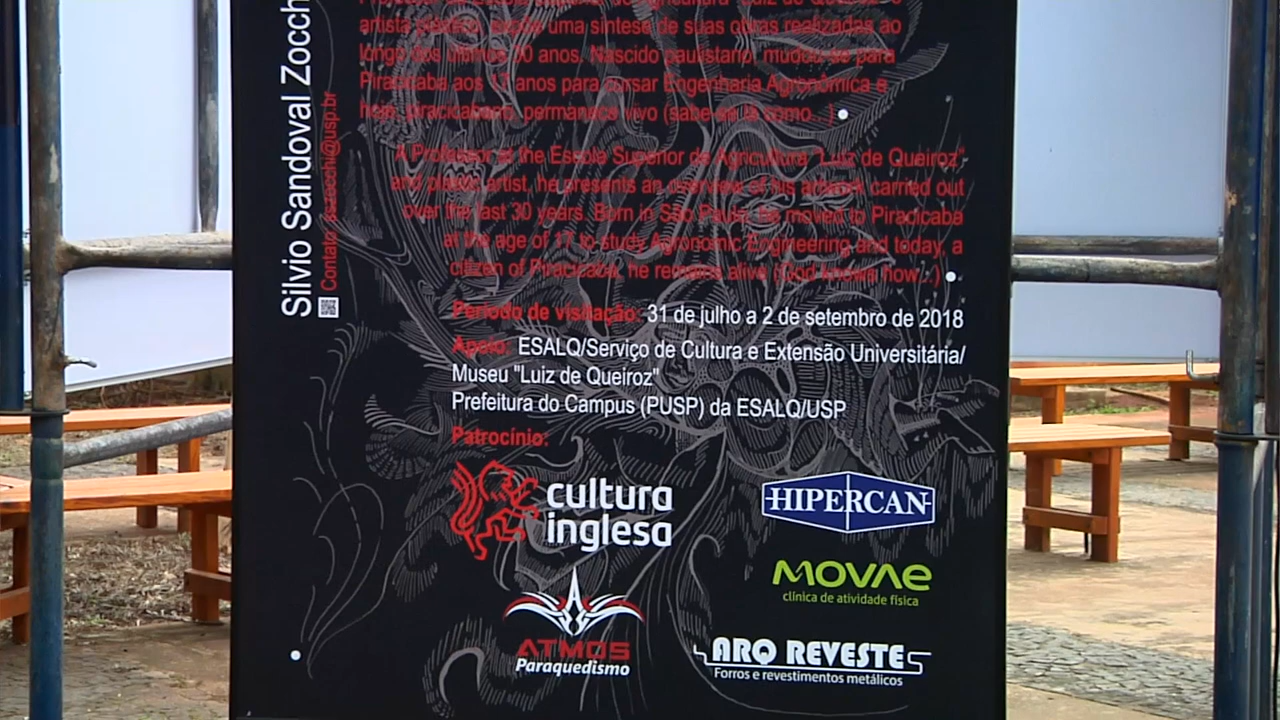 Silvio Sandoval Zocch
Contato:
@usp.br
artista plástico, expõe uma síntese de suas obras realizadas ao
longo dos últimos 30 anos. Nascido paulistano, mudou-se para
Piracicaba aos 17 anos para cursar Engenharia Agronômica e
hoje, piracicabano, permanece vivo (sabe-se lá como...)
A Professor at the Escola Superior de Agricultura "Luiz de Queiroz"
and plastic artist, he presents an overview of his artwork carried out
over the last 30 years. Born in São Paulo, he moved to Piracicaba
at the age of 17 to study Agronomic Engineering and today, a
citizen of Piracicaba, he remains alive (God knows how...)
Período de visitação: 31 de julho a 2 de setembro de 2018
Apoio: ESALQ/Serviço de Cultura e Extensão Universitária/
Museu "Luiz de Queiroz"
Prefeitura do Campus (PUSP) da ESALQ/USP
Patrocínio:
cultura
inglesa
HIPERCAN
MOVAE
clínica de atividade física
ATMOS
Paraquedismo
ARQ REVESTE
Forros e revestimentos metálicos